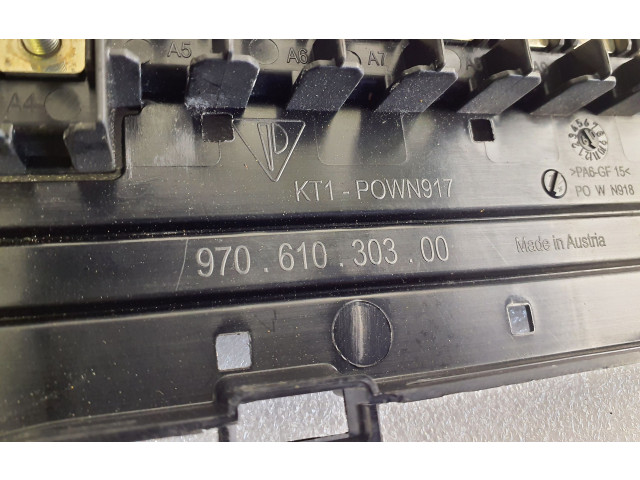 A5
A6
A7
A4
KT1 - POWN917
>PA6-GF 15<
PO W N918
970 . 610 . 303 . 00
Made in Austria